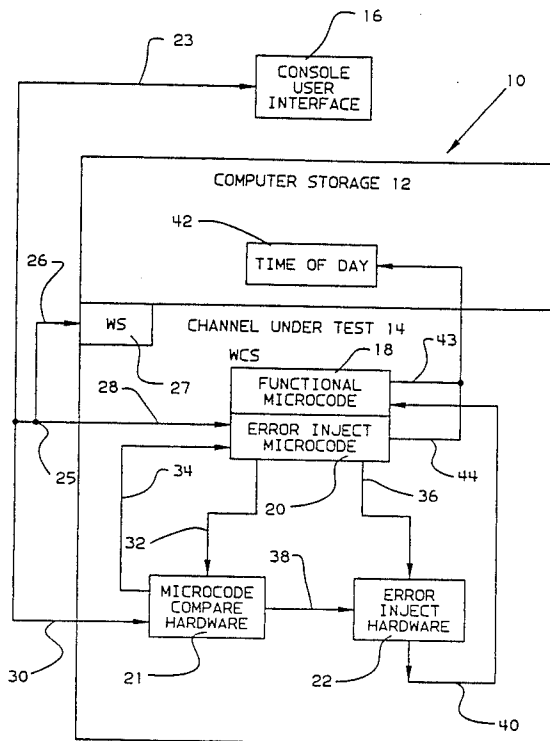 16
23
CONSOLE
USER
INTERFACE
10
COMPUTER STORAGE 12
42
TIME OF DAY
26
WS
CHANNEL UNDER TEST 14
27
WCS
18
43
FUNCTIONAL
MICROCODE
28
ERROR INJECT
MICROCODE
25
34
20
36
44
32
38
MICROCODE
COMPARE
HARDWARE
ERROR
INJECT
HARDWARE
30
21
22
40